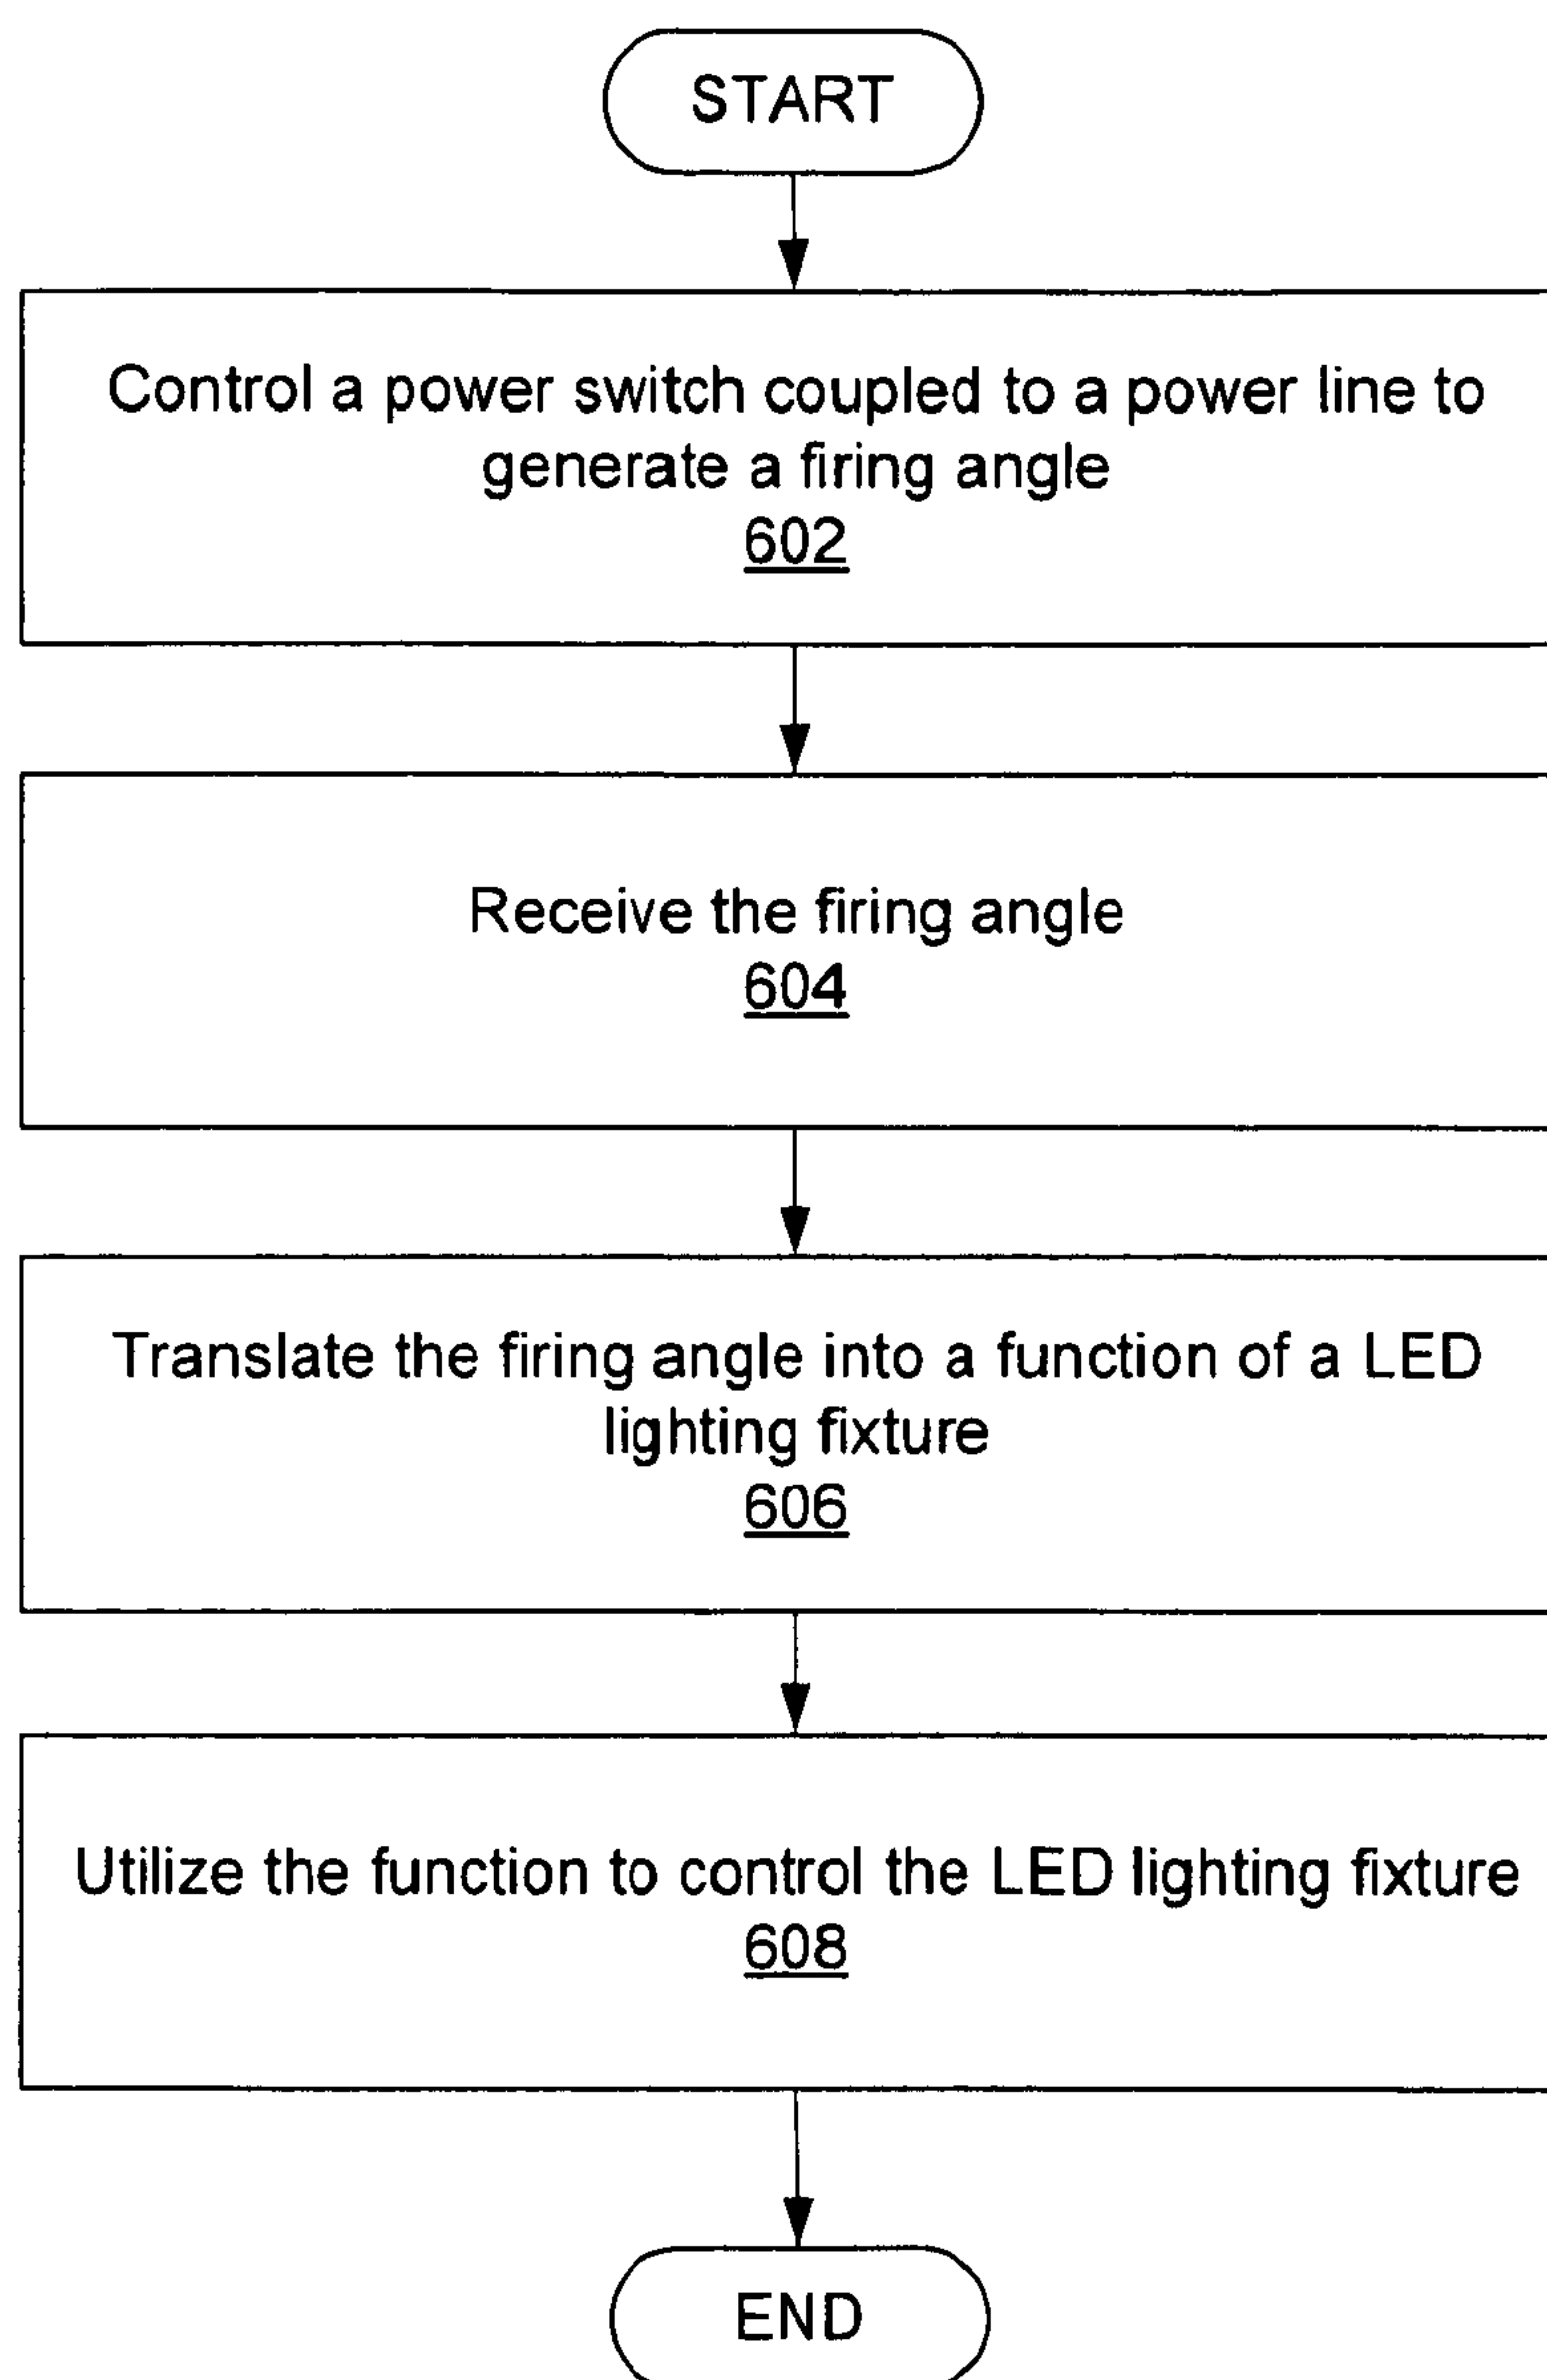 START
Control a power switch coupled to a power line to
generate a firing angle
602
Receive the firing angle
604
Translate the firing angle into a function of a LED
lighting fixture
606
Utilize the function to control the LED lighting fixture
608
END